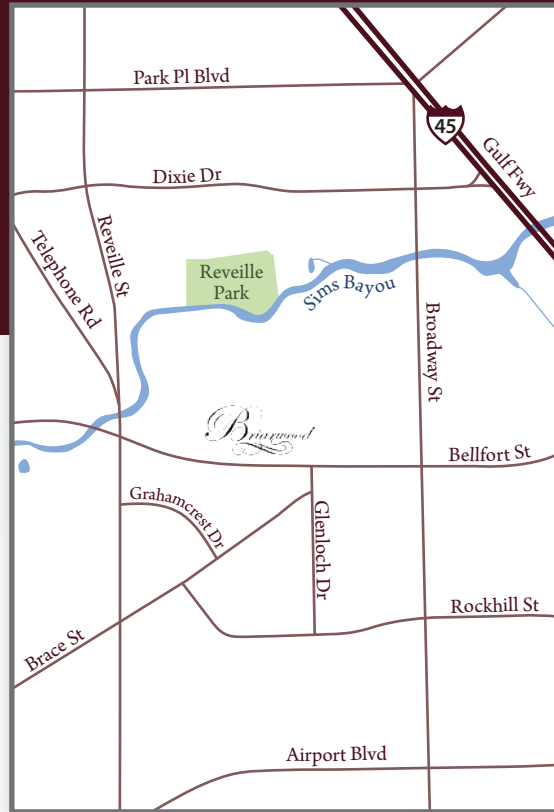 Park Pl Blvd
45
Gulf Fwy
Dixie Dr
Reveille St
Telephone Rd
Reveille
Park
Sims Bayou
Broadway St
Briarwood
Bellfort St
Grahamcrest Dr
Glenloch Dr
Rockhill St
Brace St
Airport Blvd